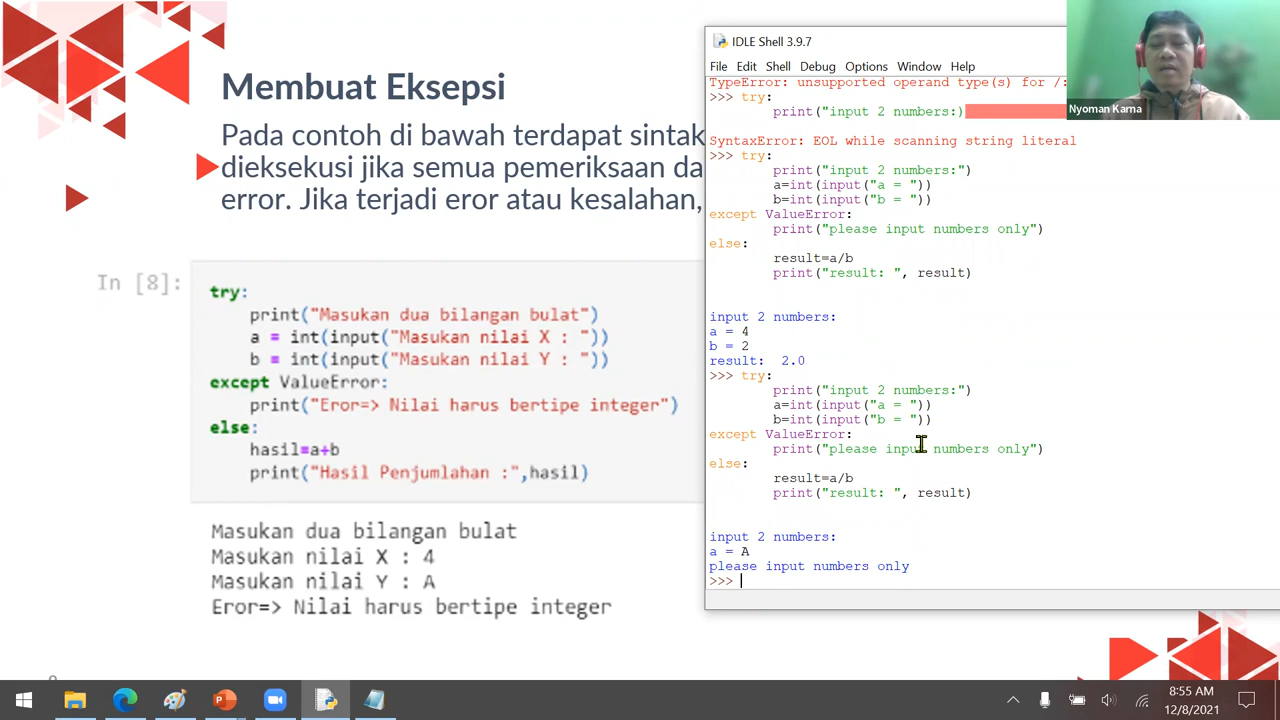 Membuat Eksepsi
Pada contoh di bawah terdapat sintak
dieksekusi jika semua pemeriksaan da
error. Jika terjadi eror atau kesalahan,
In [8]:
try:
print("Masukan dua bilangan bulat")
a = int(input("Masukan nilai X : "))
b = int(input("Masukan nilai Y : "))
except ValueError:
print("Eror=> Nilai harus bertipe integer")
else:
hasil=a+b
print("Hasil Penjumlahan :",hasil)
Masukan dua bilangan bulat
Masukan nilai X : 4
Masukan nilai Y : A
Eror=> Nilai harus bertipe integer
IDLE Shell 3.9.7
File Edit Shell Debug Options Window Help
TypeError: unsupported operand type(s) for /:
>>> try:
print("input 2 numbers:)
SyntaxError: EOL while scanning string literal
>>> try:
print("input 2 numbers:")
a=int(input("a = "))
b=int(input("b = "))
except ValueError:
print("please input numbers only")
else:
result=a/b
print("result: ", result)
input 2 numbers:
a = 4
b = 2
result:  2.0
>>> try:
print("input 2 numbers:")
a=int(input("a = "))
b=int(input("b = "))
except ValueError:
print("please input numbers only")
else:
result=a/b
print("result: ", result)
input 2 numbers:
a = A
please input numbers only
>>>
Nyoman Karna
8:55 AM
12/8/2021